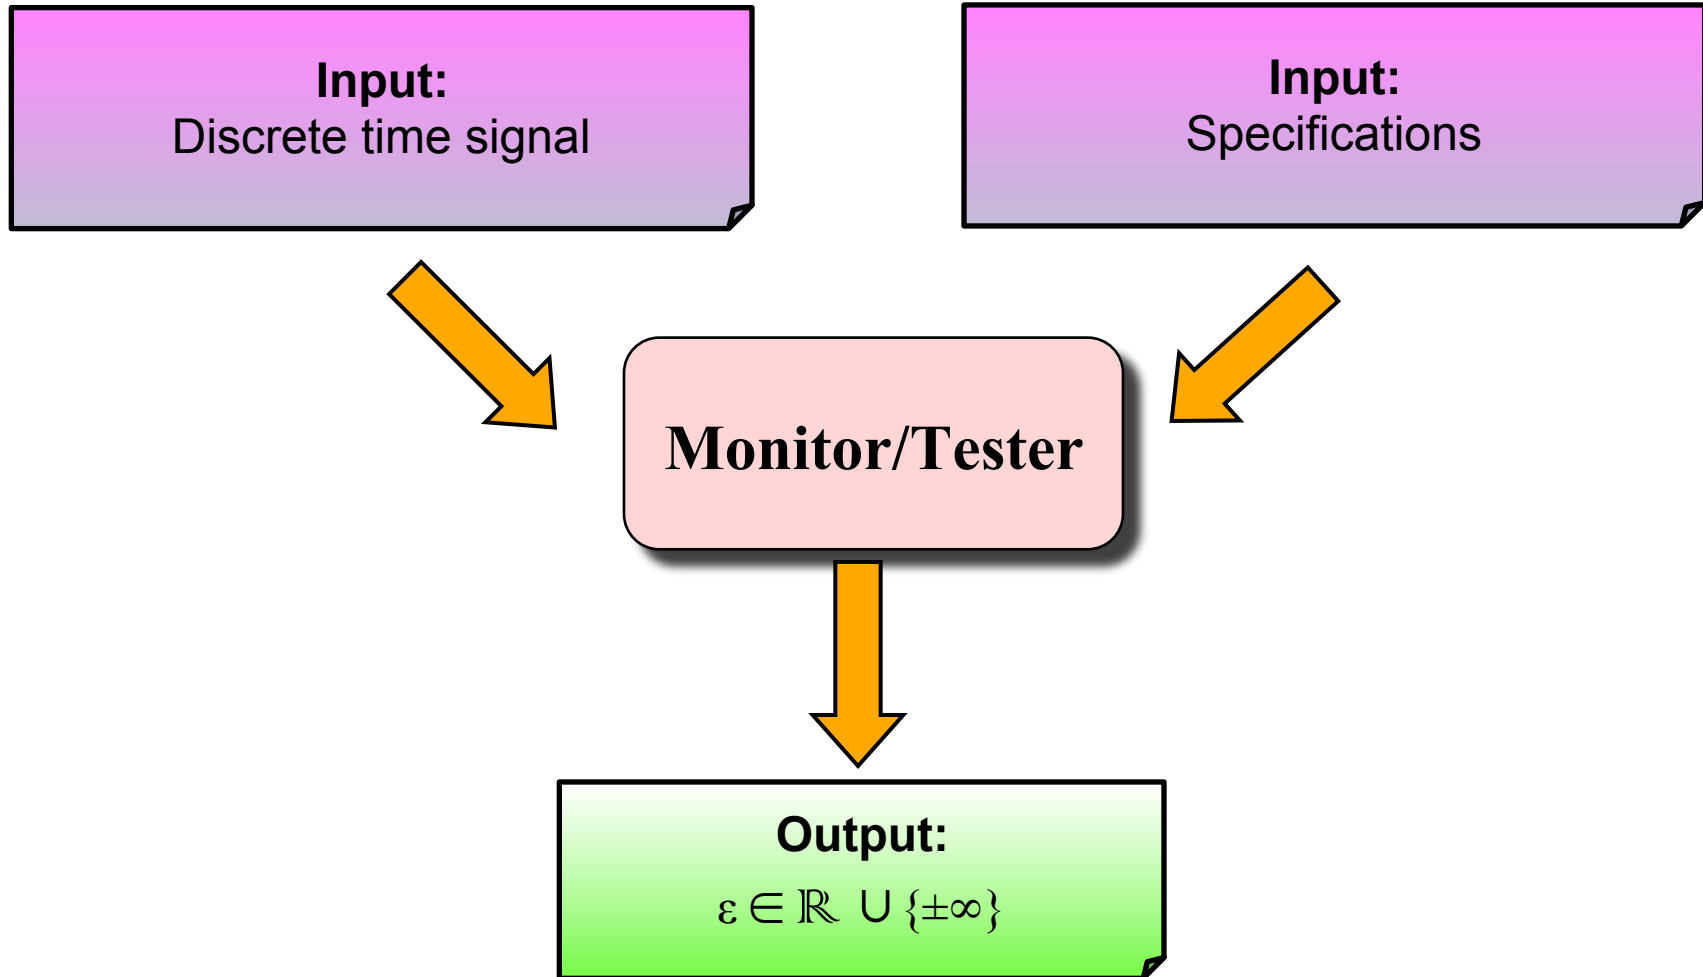 Input:
Discrete time signal
Input:
Specifications
Monitor/Tester
Output:
ε ∈ ℝ ∪ {±∞}